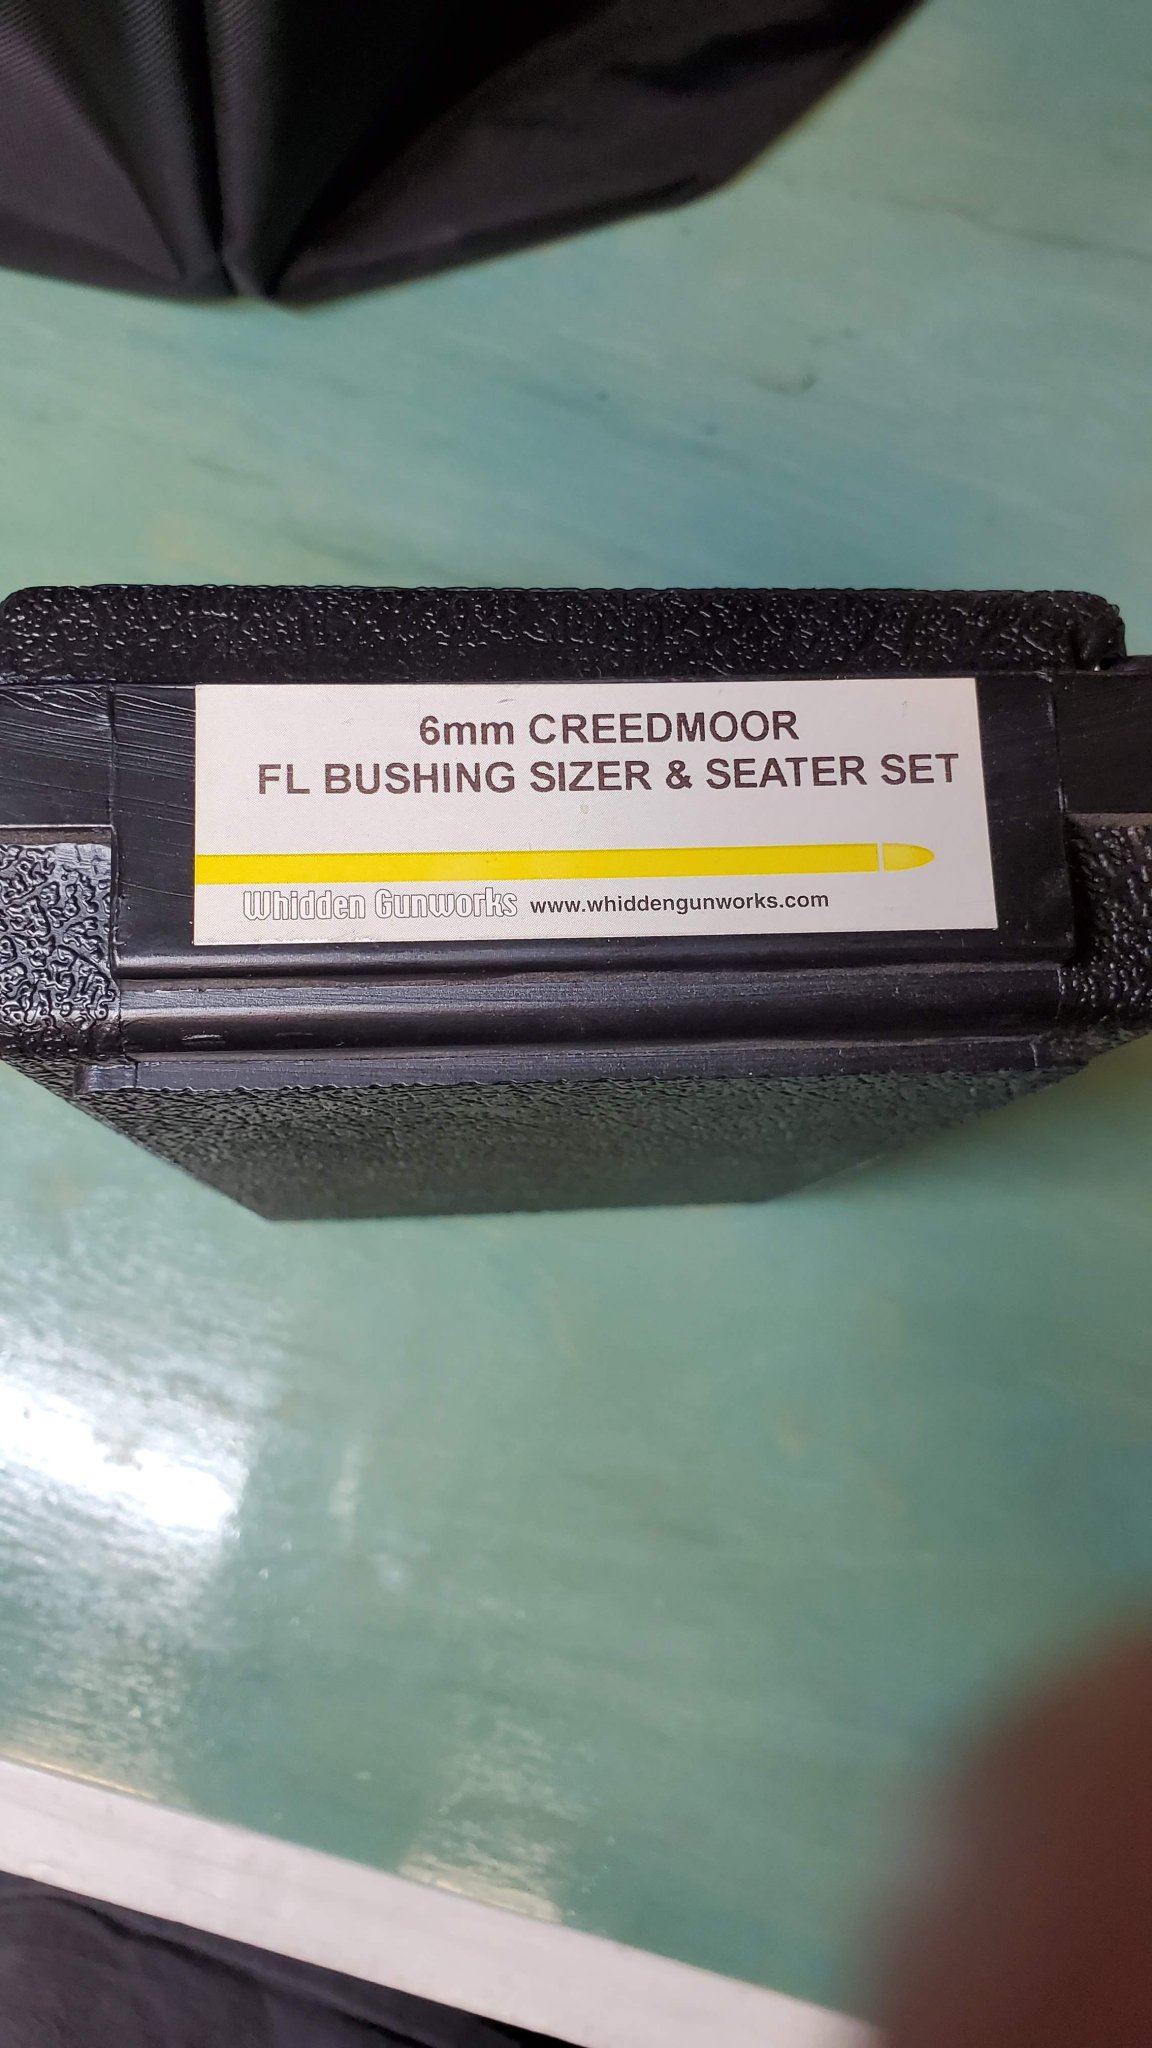 6mm CREEDMOOR
FL BUSHING SIZER & SEATER SET
Whidden Gunworks www.whiddengunworks.com